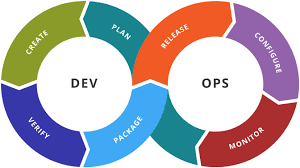 CREATE
PLAN
RELEASE
CONFIGURE
DEV
OPS
VERIFY
PACKAGE
MONITOR